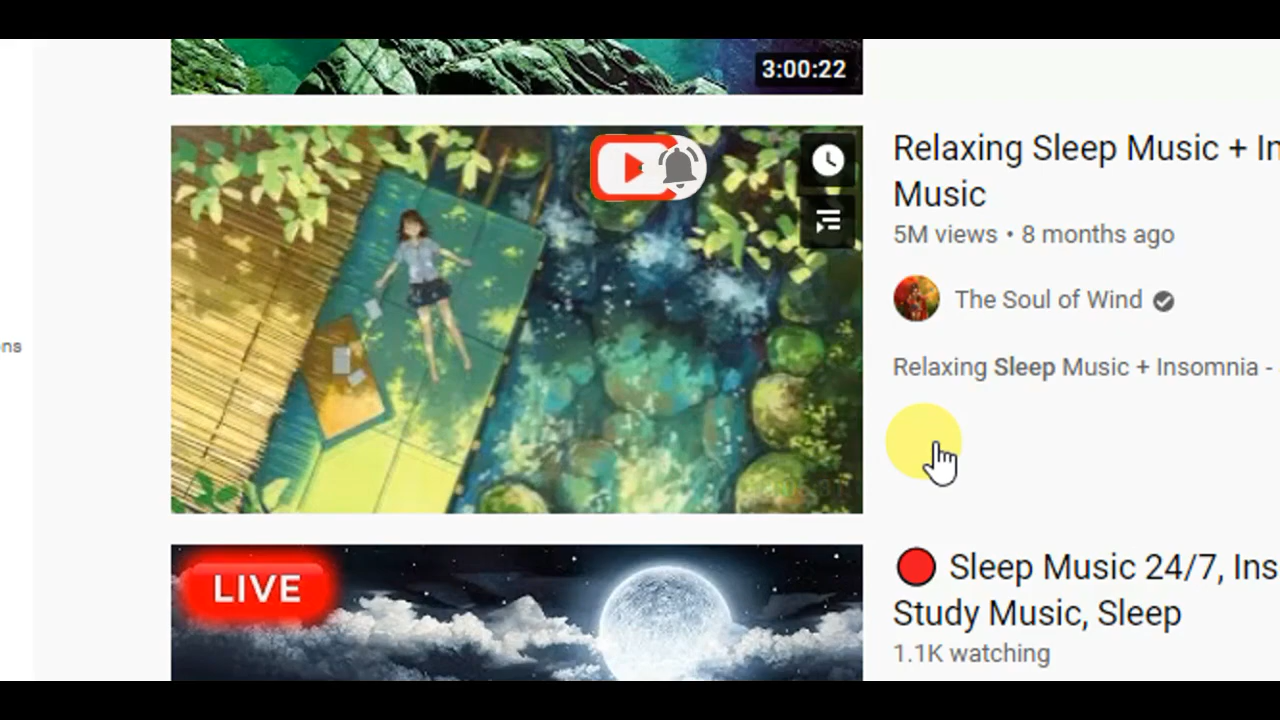 3:00:22
Relaxing Sleep Music +
Music
5M views • 8 months ago
The Soul of Wind
ns
Relaxing Sleep Music + Insomnia -
LIVE
Sleep Music 24/7, Ins
Study Music, Sleep
1.1K watching